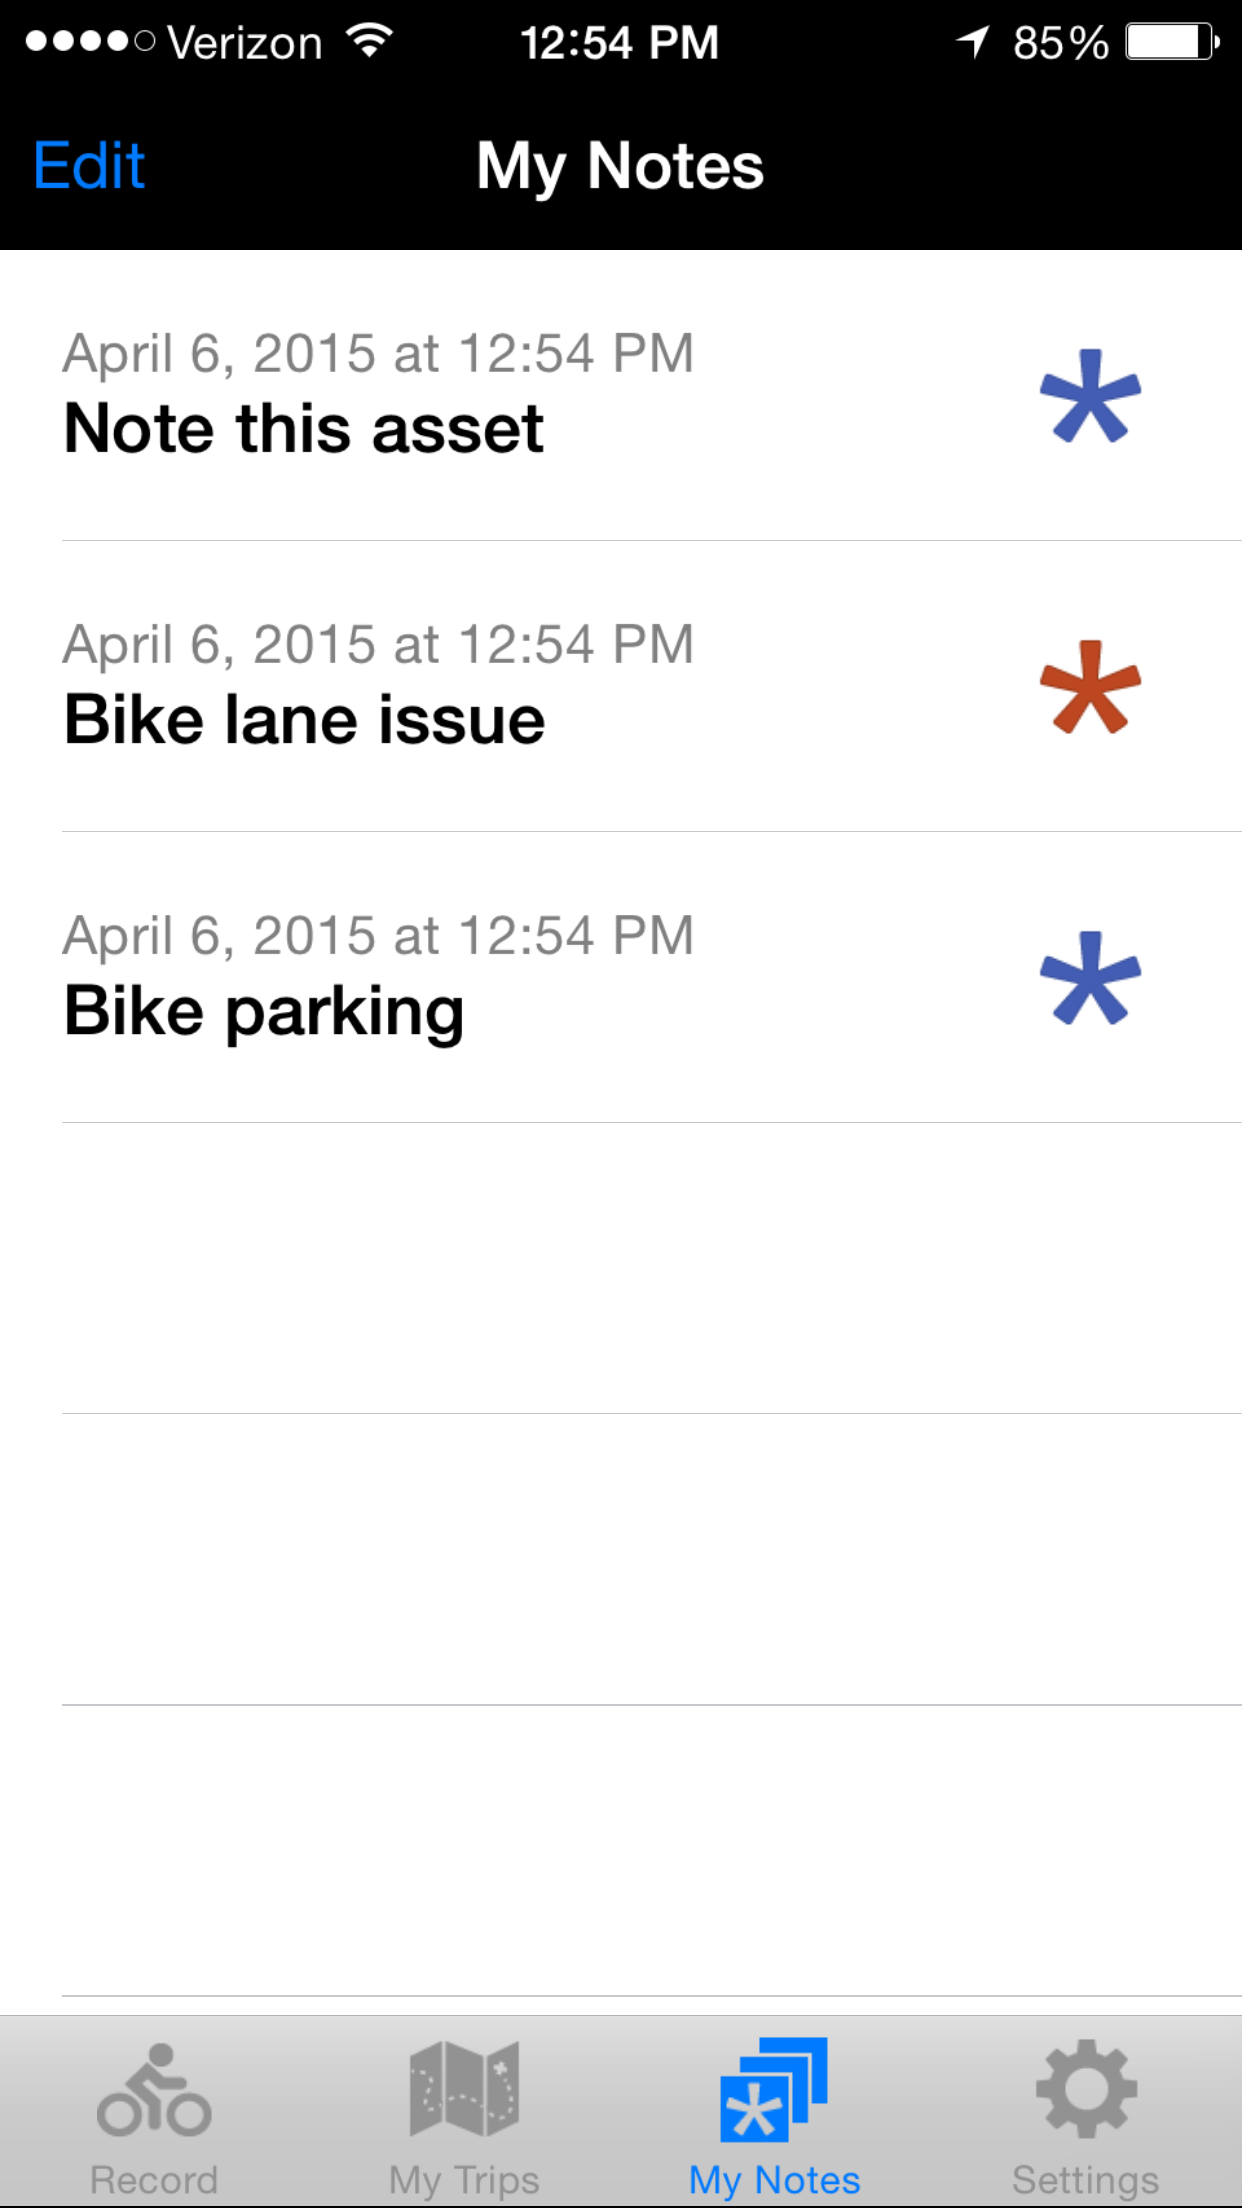 Verizon 12:54 PM 85%
Edit My Notes
April 6, 2015 at 12:54 PM
Note this asset
April 6, 2015 at 12:54 PM
Bike lane issue
April 6, 2015 at 12:54 PM
Bike parking
Record My Trips My Notes Settings